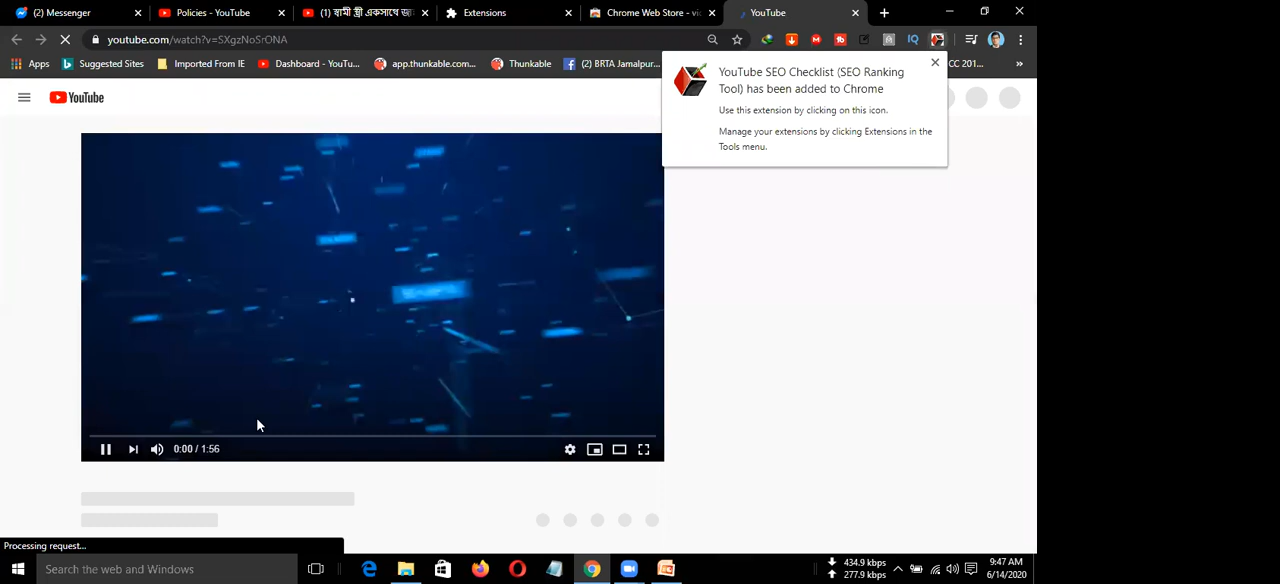 (2) Messenger
Policies - YouTube
(1) স্বামী স্ত্রী একসাথে
Extensions
Chrome Web Store - vi
YouTube
youtube.com/watch?v=SXgzNoSrONA
Apps
Suggested Sites
Imported From IE
Dashboard - YouTu...
app.thunkable.com...
Thunkable
(2) BRTA Jamalpur...
CC 201...
»
YouTube
YouTube SEO Checklist (SEO Ranking
Tool) has been added to Chrome
Use this extension by clicking on this icon.
Manage your extensions by clicking Extensions in the
Tools menu.
0:00 / 1:56
Processing request...
Search the web and Windows
434.9 kbps
277.9 kbps
9:47 AM
6/14/2020